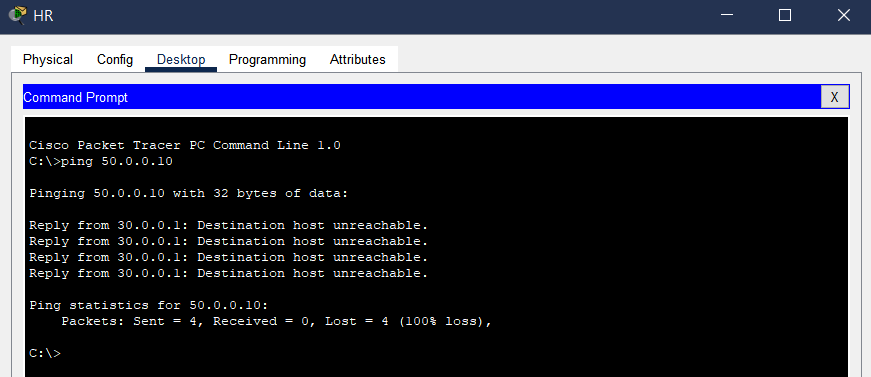 HR
Physical Config Desktop Programming Attributes
Command Prompt X
Cisco Packet Tracer PC Command Line 1.0
C:\>ping 50.0.0.10
Pinging 50.0.0.10 with 32 bytes of data:
Reply from 30.0.0.1: Destination host unreachable.
Reply from 30.0.0.1: Destination host unreachable.
Reply from 30.0.0.1: Destination host unreachable.
Reply from 30.0.0.1: Destination host unreachable.
Ping statistics for 50.0.0.10:
Packets: Sent = 4, Received = 0, Lost = 4 (100% loss),
C:\>